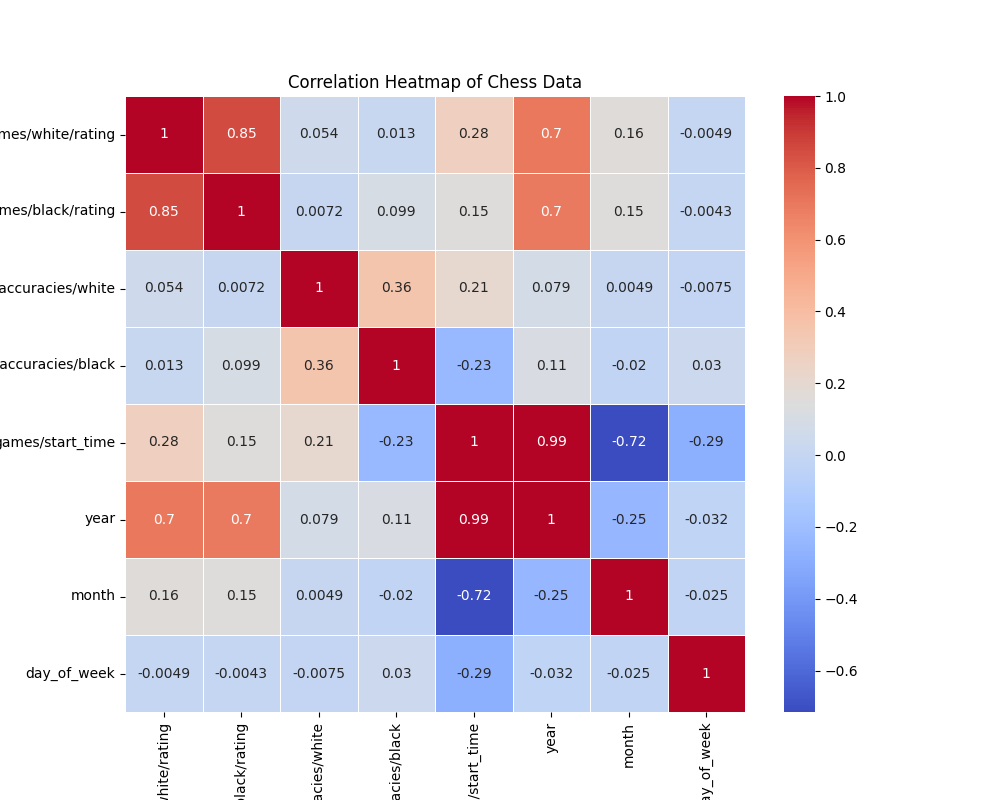 Correlation Heatmap of Chess Data
mes/white/rating 1 0.85 0.054 0.013 0.28 0.7 0.16 -0.0049
mes/black/rating 0.85 1 0.0072 0.099 0.15 0.7 0.15 -0.0043
accuracies/white 0.054 0.0072 1 0.36 0.21 0.079 0.0049 -0.0075
accuracies/black 0.013 0.099 0.36 1 -0.23 0.11 -0.02 0.03
games/start_time 0.28 0.15 0.21 -0.23 1 0.99 -0.72 -0.29
year 0.7 0.7 0.079 0.11 0.99 1 -0.25 -0.032
month 0.16 0.15 0.0049 -0.02 -0.72 -0.25 1 -0.025
day_of_week -0.0049 -0.0043 -0.0075 0.03 -0.29 -0.032 -0.025 1
white/rating
black/rating
acies/white
acies/black
/start_time
year
month
ay_of_week
1.0
0.8
0.6
0.4
0.2
0.0
−0.2
−0.4
−0.6